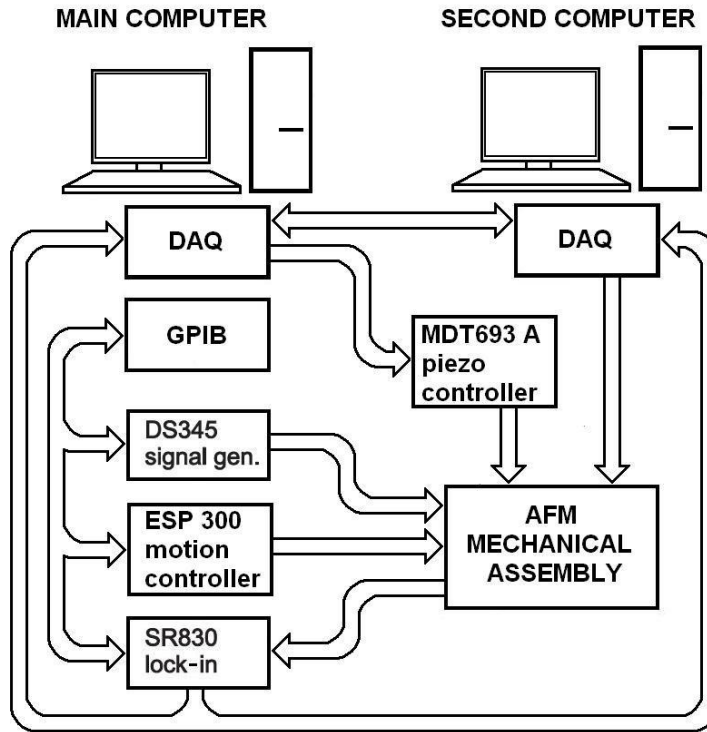 MAIN COMPUTER
SECOND COMPUTER
DAQ
DAQ
GPIB
MDT693 A
piezo
controller
DS345
signal gen.
ESP 300
motion
controller
AFM
MECHANICAL
ASSEMBLY
SR830
lock-in